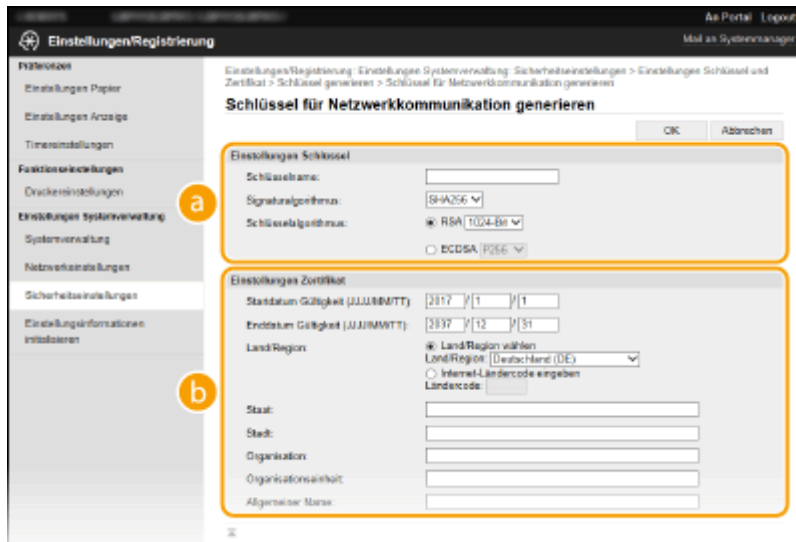 An Portal Logout
Einstellungen/Registrierung
Mail an Systemmanager
Präferenzen
Einstellungen Papier
Einstellungen Anzeige
Timereinstellungen
Funktionseinstellungen
Druckereinstellungen
Einstellungen Systemverwaltung
Systemverwaltung
Netzwerkeinstellungen
Sicherheitseinstellungen
Einstellungsinformationen
initialisieren
Einstellungen/Registrierung: Einstellungen Systemverwaltung: Sicherheitseinstellungen > Einstellungen Schlüssel und
Zertifikat > Schlüssel generieren > Schlüssel für Netzwerkkommunikation generieren
Schlüssel für Netzwerkkommunikation generieren
OK Abbrechen
a
Einstellungen Schlüssel
Schlüsselname:
Signaturalgorithmus: SHA256
Schlüsselalgorithmus: RSA 1024-Bit
ECDSA P256
b
Einstellungen Zertifikat
Startdatum Gültigkeit (JJJJ/MM/TT): 2017 / 1 / 1
Enddatum Gültigkeit (JJJJ/MM/TT): 2037 / 12 / 31
Land/Region: Land/Region wählen
Land/Region: Deutschland (DE)
Internet-Ländercode eingeben
Ländercode:
Staat:
Stadt:
Organisation:
Organisationseinheit:
Allgemeiner Name: